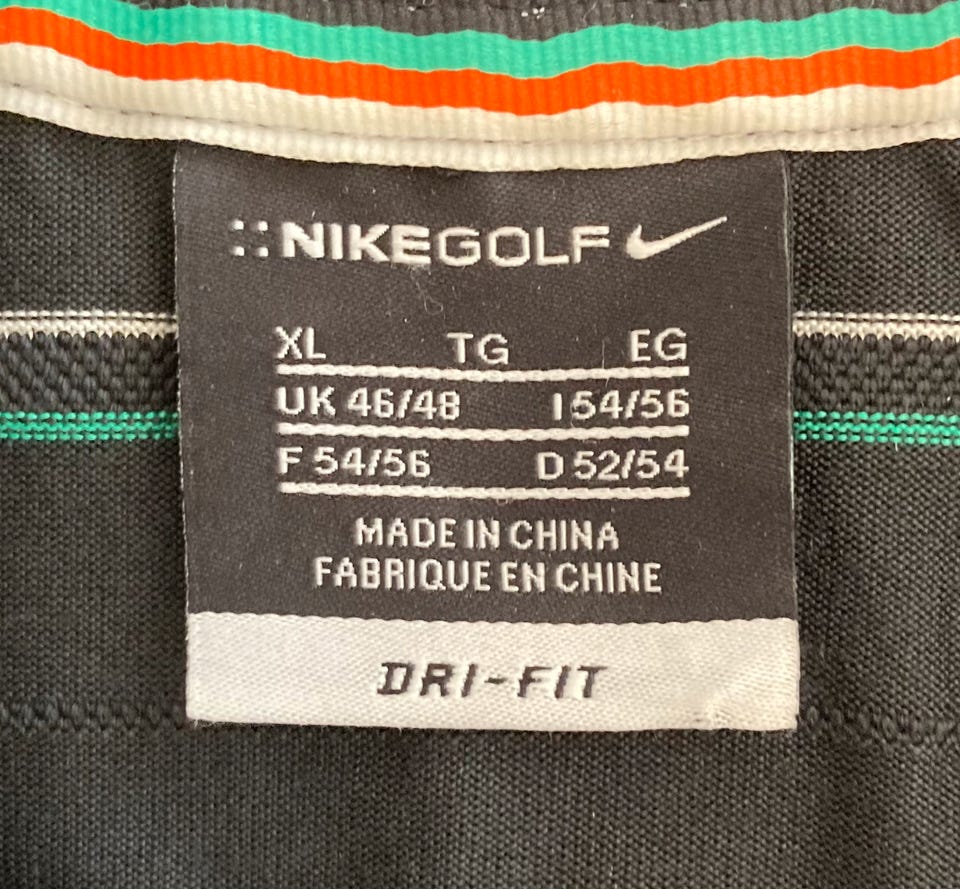 NIKEGOLF
XL TG EG
UK 46/48 I 54/56
F 54/56 D 52/54
MADE IN CHINA
FABRIQUE EN CHINE
DRI-FIT